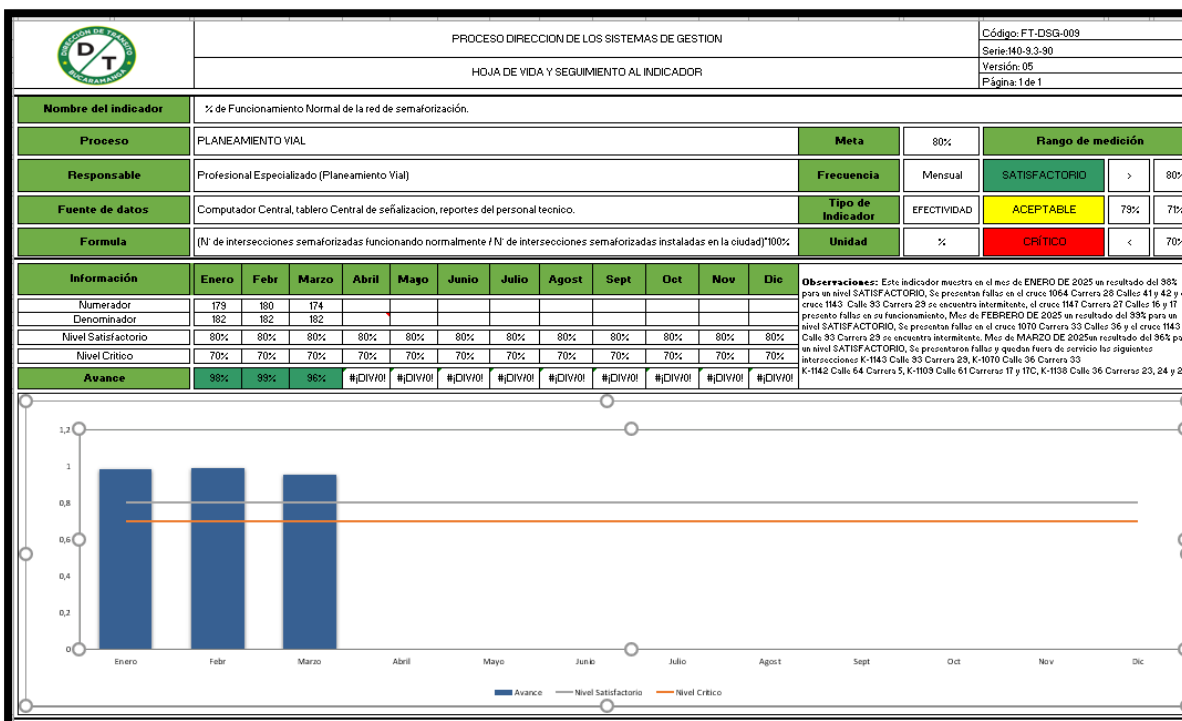 DIRECCIÓN DE TRÁNSITO
DT
BUCARAMANGA
PROCESO DIRECCION DE LOS SISTEMAS DE GESTION
HOJA DE VIDA Y SEGUIMIENTO AL INDICADOR
Código: FT-DSG-009
Serie:140-9.3-90
Versión: 05
Página: 1 de 1
Nombre del indicador % de Funcionamiento Normal de la red de semaforización.
Proceso PLANEAMIENTO VIAL Meta 80% Rango de medición
Responsable Profesional Especializado (Planeamiento Vial) Frecuencia Mensual SATISFACTORIO > 80%
Fuente de datos Computador Central, tablero Central de señalizacion, reportes del personal tecnico. Tipo de Indicador EFECTIVIDAD ACEPTABLE 79% 71%
Formula (N° de intersecciones semaforizadas funcionando normalmente / N° de intersecciones semaforizadas instaladas en la ciudad)*100% Unidad % CRÍTICO < 70%
Información Enero Febr Marzo Abril Mayo Junio Julio Agost Sept Oct Nov Dic
Numerador 179 180 174
Denominador 182 182 182
Nivel Satisfactorio 80% 80% 80% 80% 80% 80% 80% 80% 80% 80% 80% 80%
Nivel Critico 70% 70% 70% 70% 70% 70% 70% 70% 70% 70% 70% 70%
Avance 98% 99% 96% #¡DIV/0! #¡DIV/0! #¡DIV/0! #¡DIV/0! #¡DIV/0! #¡DIV/0! #¡DIV/0! #¡DIV/0! #¡DIV/0!
Observaciones: Este indicador muestra en el mes de ENERO DE 2025 un resultado del 98%
para un nivel SATISFACTORIO, Se presentan fallas en el cruce 1064 Carrera 28 Calles 41 y 42 y
cruce 1143 Calle 93 Carrera 29 se encuentra intermitente, el cruce 1147 Carrera 27 Calles 16 y 17
presento fallas en su funcionamiento, Mes de FEBRERO DE 2025 un resultado del 99% para un
nivel SATISFACTORIO, Se presentan fallas en el cruce 1070 Carrera 33 Calles 36 y el cruce 1143
Calle 93 Carrera 29 se encuentra intermitente. Mes de MARZO DE 2025un resultado del 96% pa
un nivel SATISFACTORIO, Se presentaron fallas y quedan fuera de servicio las siguientes
intersecciones K-1143 Calle 93 Carrera 29, K-1070 Calle 36 Carrera 33
K-1142 Calle 64 Carrera 5, K-1109 Calle 61 Carreras 17 y 17C, K-1138 Calle 36 Carreras 23, 24 y
1,2
1
0,8
0,6
0,4
0,2
0
Enero Febr Marzo Abril Mayo Junio Julio Agost Sept Oct Nov Dic
Avance Nivel Satisfactorio Nivel Critico